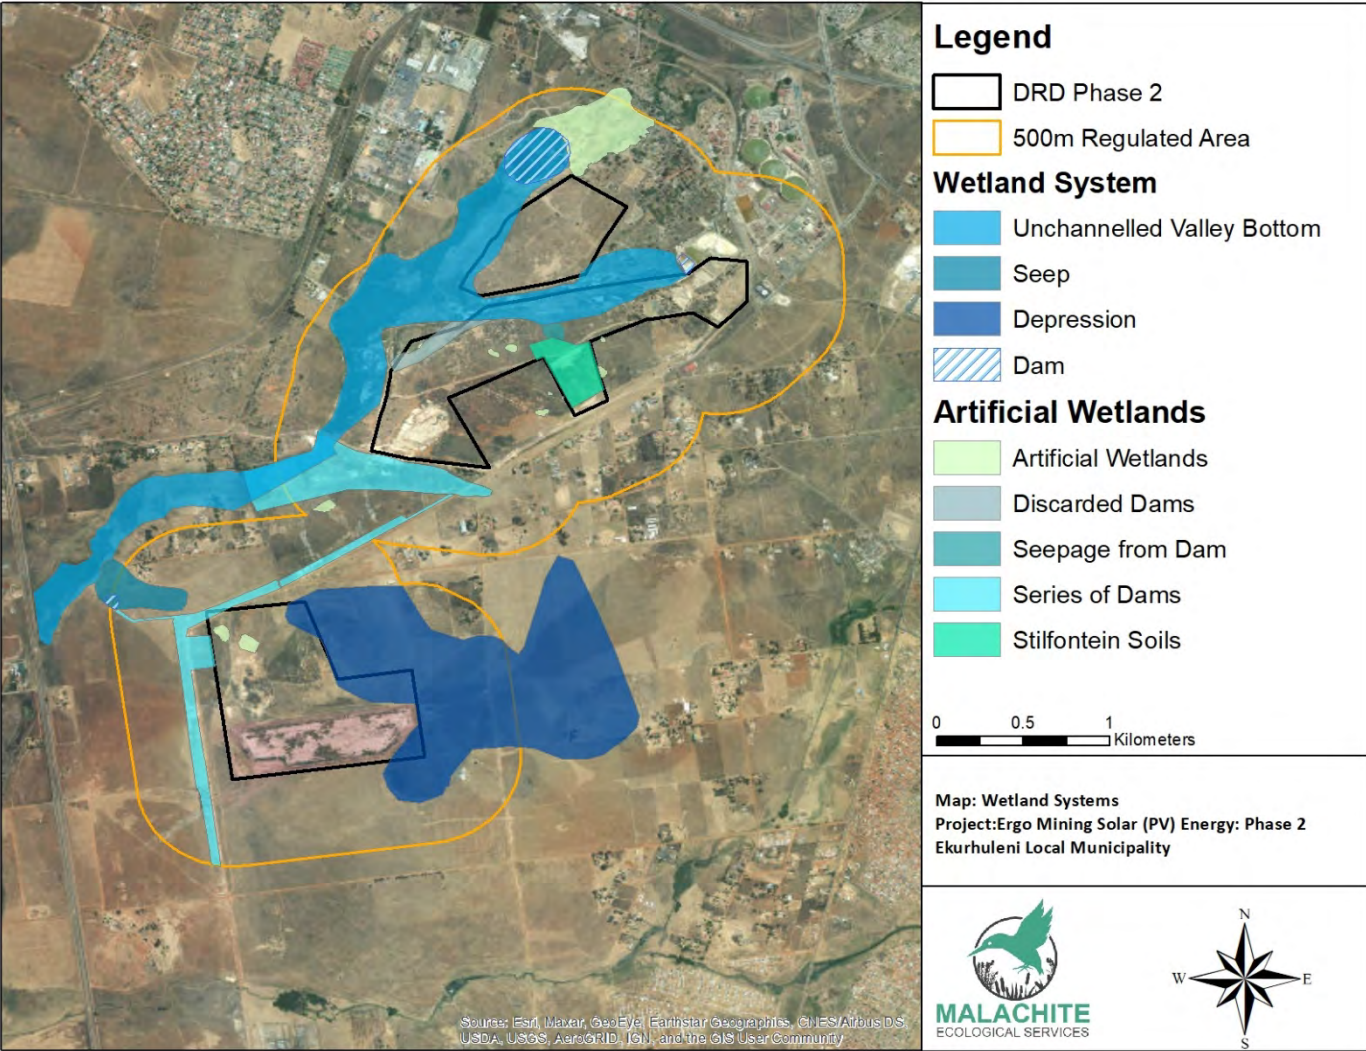 Legend
DRD Phase 2
500m Regulated Area
Wetland System
Unchannelled Valley Bottom
Seep
Depression
Dam
Artificial Wetlands
Artificial Wetlands
Discarded Dams
Seepage from Dam
Series of Dams
Stilfontein Soils
0 0.5 1
Kilometers
Map: Wetland Systems
Project:Ergo Mining Solar (PV) Energy: Phase 2
Ekurhuleni Local Municipality
MALACHITE
ECOLOGICAL SERVICES
N
W E
S
Source: Esri, Maxar, GeoEye, Earthstar Geographics, CNES/Airbus DS,
USDA, USGS, AeroGRID, IGN, and the GIS User Community